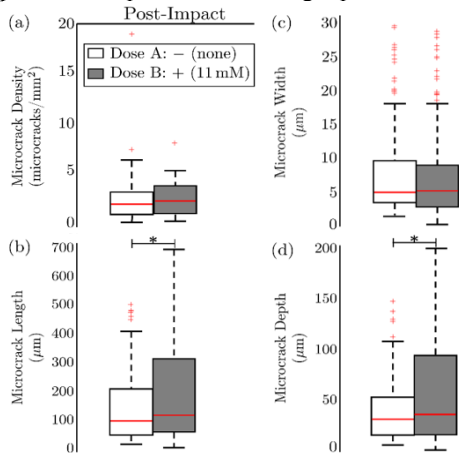 Post-Impact
(a)
Microcrack Density
(microcracks/mm²)
20
15
10
5
0
Dose A: − (none)
Dose B: + (11 mM)
(c)
Microcrack Width
(μm)
30
25
20
15
10
5
0
(b)
Microcrack Length
(μm)
700
600
500
400
300
200
100
0
*
(d)
Microcrack Depth
(μm)
200
150
100
50
0
*